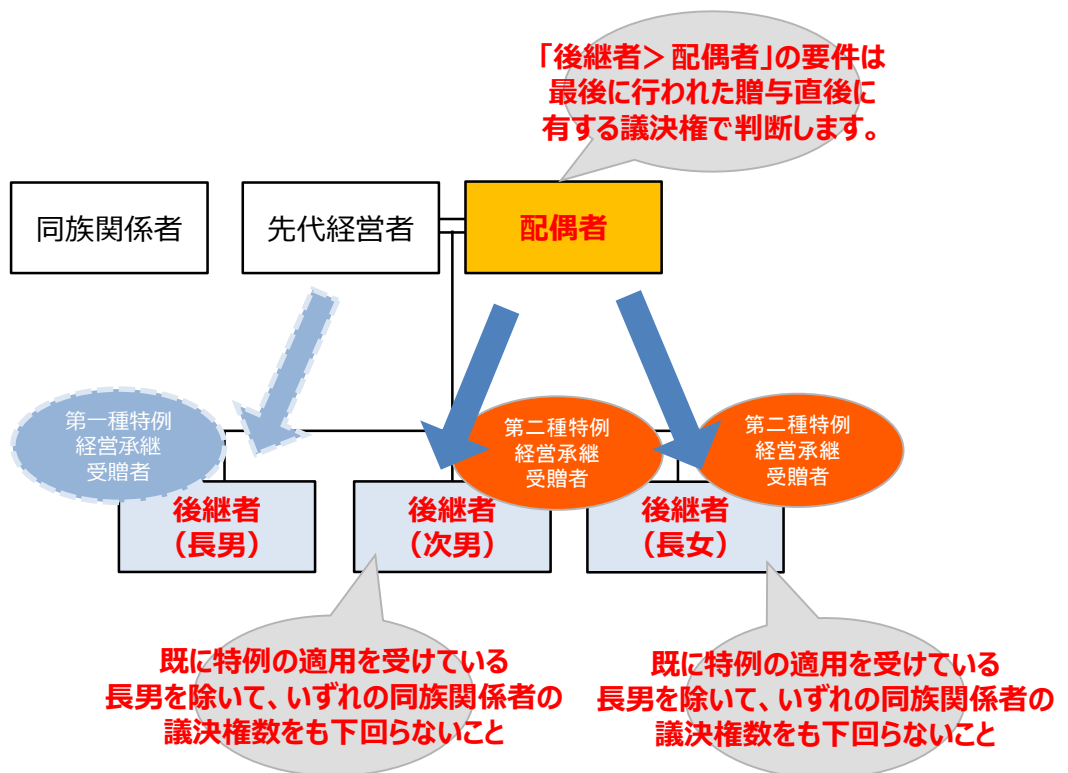 「後継者＞配偶者」の要件は
最後に行われた贈与直後に
有する議決権で判断します。
同族関係者
先代経営者
配偶者
第一種特例
経営承継
受贈者
第二種特例
経営承継
受贈者
第二種特例
経営承継
受贈者
後継者
（長男）
後継者
（次男）
後継者
（長女）
既に特例の適用を受けている
長男を除いて、いずれの同族関係者の
議決権数をも下回らないこと
既に特例の適用を受けている
長男を除いて、いずれの同族関係者の
議決権数をも下回らないこと